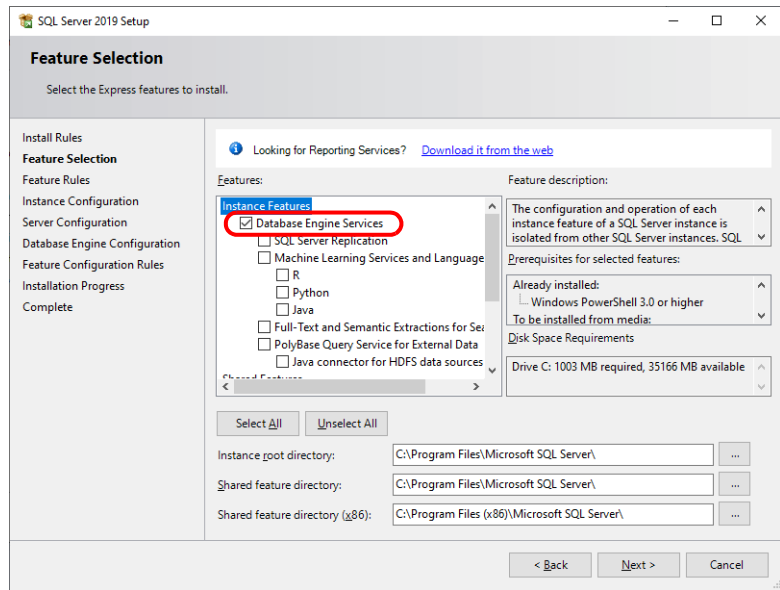 SQL Server 2019 Setup
Feature Selection
Select the Express features to install.
Install Rules
Feature Selection
Feature Rules
Instance Configuration
Server Configuration
Database Engine Configuration
Feature Configuration Rules
Installation Progress
Complete
Looking for Reporting Services? Download it from the web
Features:
Instance Features
Database Engine Services
SQL Server Replication
Machine Learning Services and Language
R
Python
Java
Full-Text and Semantic Extractions for Sea
PolyBase Query Service for External Data
Java connector for HDFS data sources
Shared Features
Feature description:
The configuration and operation of each
instance feature of a SQL Server instance is
isolated from other SQL Server instances. SQL
Prerequisites for selected features:
Already installed:
Windows PowerShell 3.0 or higher
To be installed from media:
Disk Space Requirements
Drive C: 1003 MB required, 35166 MB available
Select All Unselect All
Instance root directory: C:\Program Files\Microsoft SQL Server\ ...
Shared feature directory: C:\Program Files\Microsoft SQL Server\ ...
Shared feature directory (x86): C:\Program Files (x86)\Microsoft SQL Server\ ...
< Back Next > Cancel